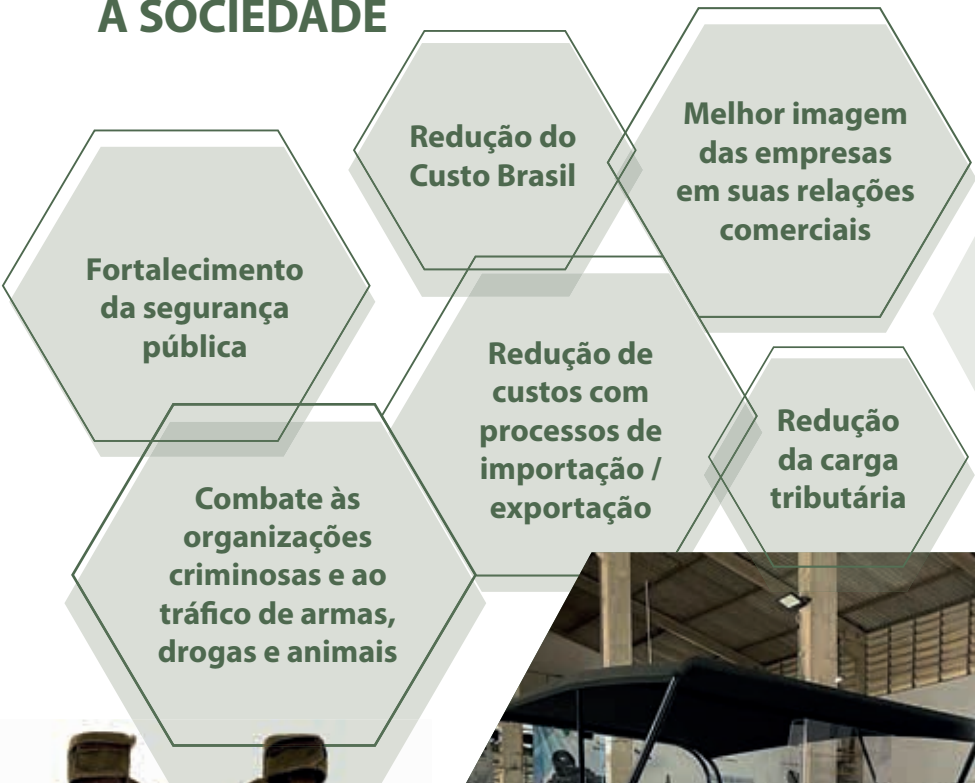 A SOCIEDADE
Redução do
Custo Brasil
Melhor imagem
das empresas
em suas relações
comerciais
Fortalecimento
da segurança
pública
Redução de
custos com
processos de
importação /
exportação
Redução
da carga
tributária
Combate às
organizações
criminosas e ao
tráfico de armas,
drogas e animais